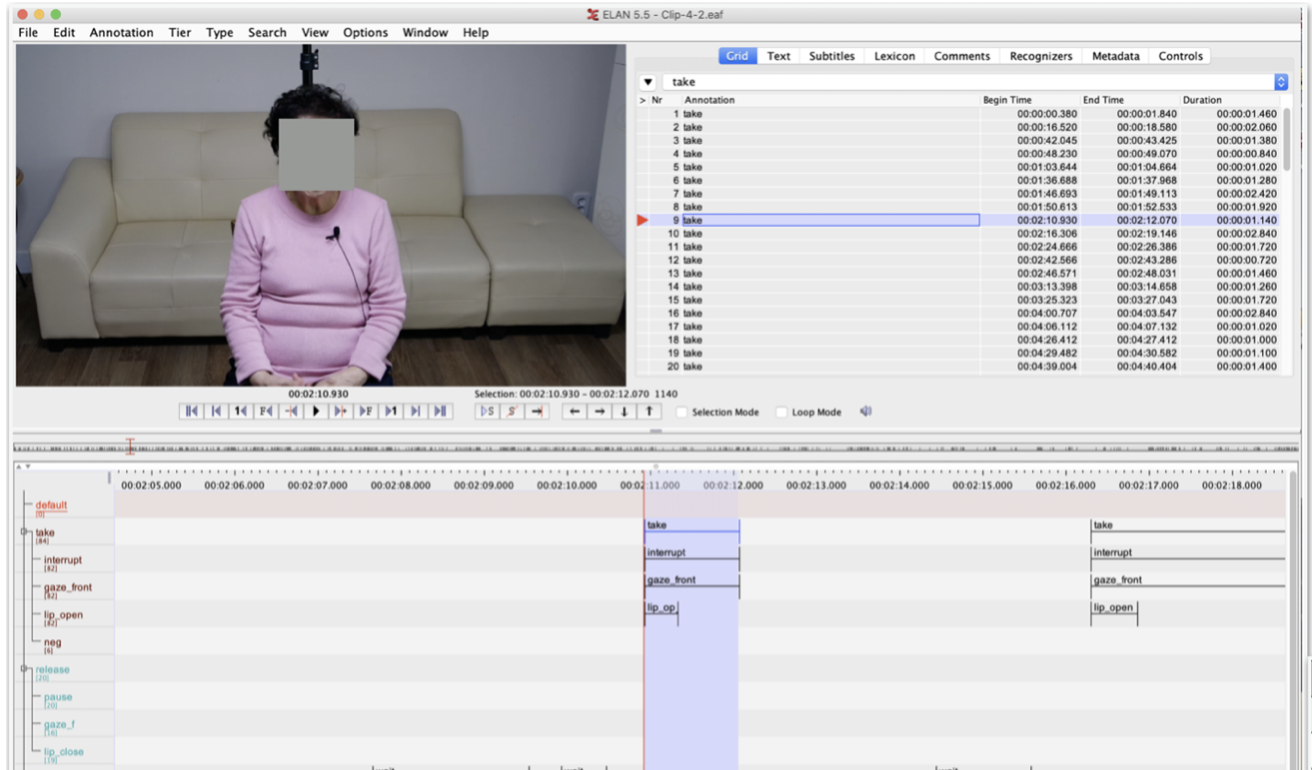 ELAN 5.5 - Clip-4-2.eaf
File Edit Annotation Tier Type Search View Options Window Help
Grid Text Subtitles Lexicon Comments Recognizers Metadata Controls
take
> Nr Annotation Begin Time End Time Duration
1 take 00:00:00.380 00:00:01.840 00:00:01.460
2 take 00:00:16.520 00:00:18.580 00:00:02.060
3 take 00:00:42.045 00:00:43.425 00:00:01.380
4 take 00:00:48.230 00:00:49.070 00:00:00.840
5 take 00:01:03.644 00:01:04.664 00:00:01.020
6 take 00:01:36.688 00:01:37.968 00:00:01.280
7 take 00:01:46.693 00:01:49.113 00:00:02.420
8 take 00:01:50.613 00:01:52.533 00:00:01.920
9 take 00:02:10.930 00:02:12.070 00:00:01.140
10 take 00:02:16.306 00:02:19.146 00:00:02.840
11 take 00:02:24.666 00:02:26.386 00:00:01.720
12 take 00:02:42.566 00:02:43.286 00:00:00.720
13 take 00:02:46.571 00:02:48.031 00:00:01.460
14 take 00:03:13.398 00:03:14.658 00:00:01.260
15 take 00:03:25.323 00:03:27.043 00:00:01.720
16 take 00:04:00.707 00:04:03.547 00:00:02.840
17 take 00:04:06.112 00:04:07.132 00:00:01.020
18 take 00:04:26.412 00:04:27.412 00:00:01.000
19 take 00:04:29.482 00:04:30.582 00:00:01.100
20 take 00:04:39.004 00:04:40.404 00:00:01.400
00:02:10.930 Selection: 00:02:10.930 - 00:02:12.070 1140
Selection Mode Loop Mode
00:02:05.000 00:02:06.000 00:02:07.000 00:02:08.000 00:02:09.000 00:02:10.000 00:02:11.000 00:02:12.000 00:02:13.000 00:02:14.000 00:02:15.000 00:02:16.000 00:02:17.000 00:02:18.000
default
[0]
take take take
[84]
interrupt interrupt interrupt
[82]
gaze_front gaze_front gaze_front
[82]
lip_open lip_op lip_open
[82]
neg
[6]
release
[20]
pause
[20]
gaze_f
[16]
lip_close
[19]